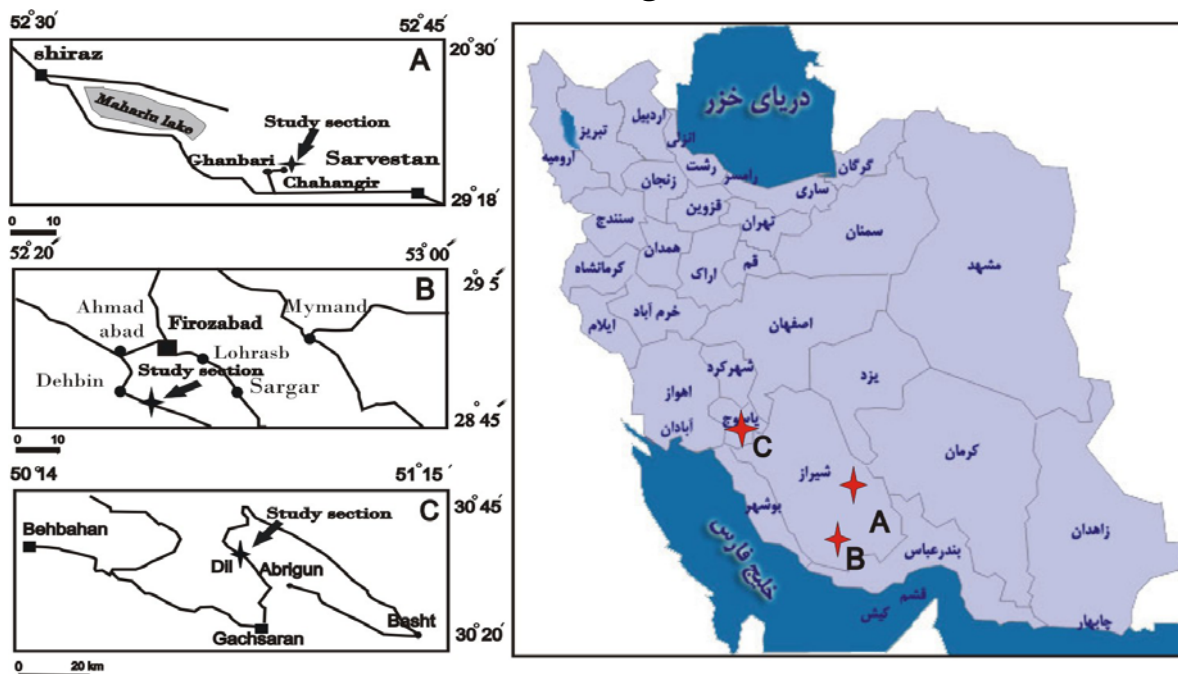 52°30′
52°45′
20°30′
A
shiraz
Maharlu lake
Study section
Ghanbari
Sarvestan
Chahangir
29°18′
0 10
52°20′
53°00′
29°5′
B
Ahmad
abad
Mymand
Firozabad
Lohrasb
Study section
Dehbin
Sargar
28°45′
0 10
50°14′
51°15′
30°45′
C
Study section
Behbahan
Dil
Abrigun
Basht
Gachsaran
30°20′
0 20 km
دریای خزر
اردبیل
تبریز
انزلی
ارومیه
گرگان
رشت
رامسر
ساری
زنجان
قزوین
تهران
سمنان
سنندج
مشهد
همدان
قم
کرمانشاه
اراک
خرم آباد
ایلام
اصفهان
شهرکرد
یزد
اهواز
یاسوج
آبادان
C
کرمان
شیراز
A
بوشهر
B
زاهدان
بندرعباس
خلیج فارس
قشم
کیش
چابهار